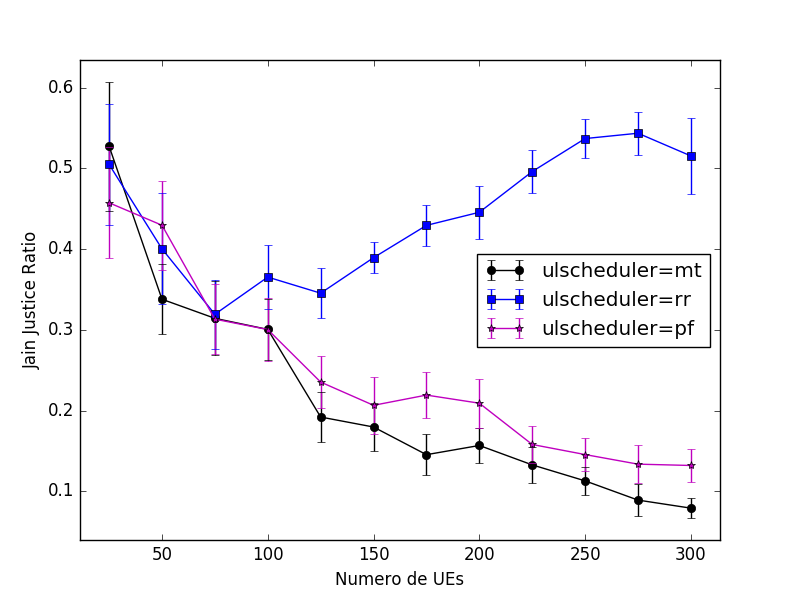 0.6
0.5
0.4
0.3
0.2
0.1
Jain Justice Ratio
ulscheduler=mt
ulscheduler=rr
ulscheduler=pf
50 100 150 200 250 300
Numero de UEs